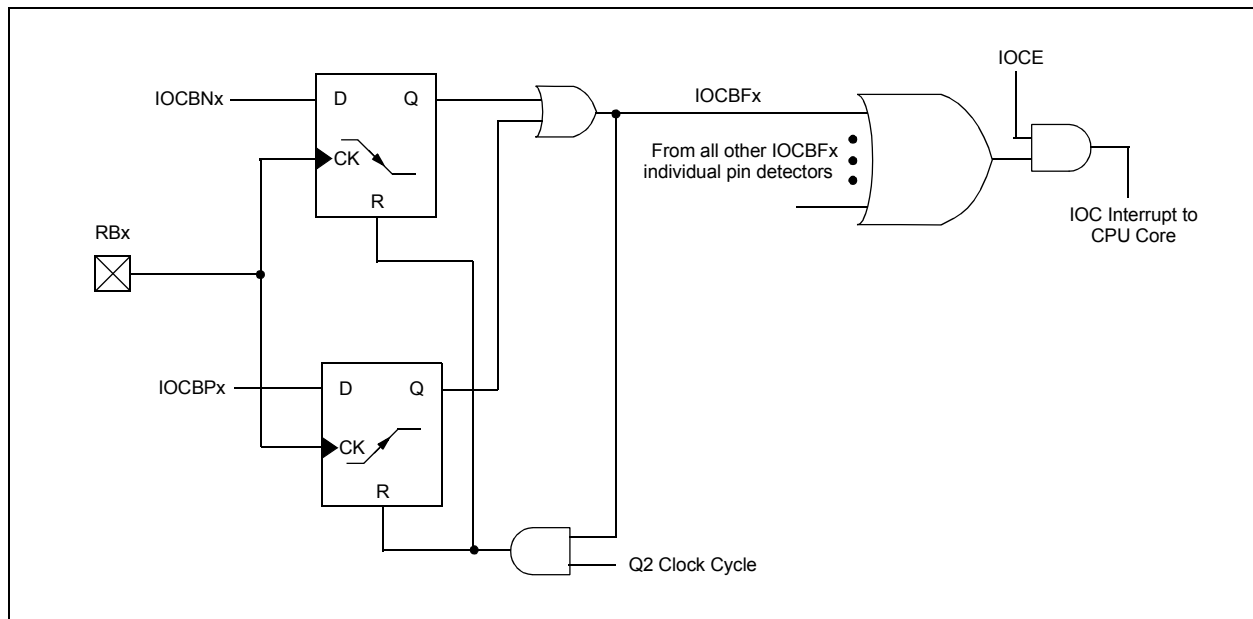 IOCE
IOCBNx
D
Q
IOCBFx
CK
From all other IOCBFx
individual pin detectors
R
IOC Interrupt to
CPU Core
RBx
IOCBPx
D
Q
CK
R
Q2 Clock Cycle